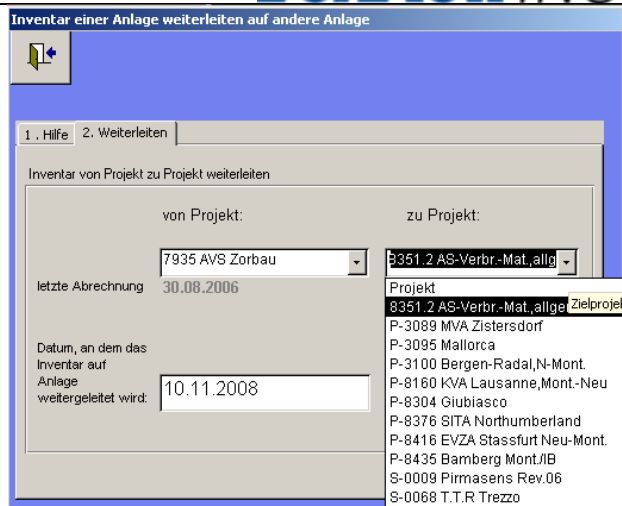 Inventar einer Anlage weiterleiten auf andere Anlage
1 . Hilfe
2. Weiterleiten
Inventar von Projekt zu Projekt weiterleiten
von Projekt:
zu Projekt:
7935 AVS Zorbau
8351.2 AS-Verbr.-Mat.,allg
letzte Abrechnung
30.08.2006
Projekt
8351.2 AS-Verbr.-Mat.,allge
Zielprojek
P-3089 MVA Zistersdorf
P-3095 Mallorca
P-3100 Bergen-Radal,N-Mont.
P-8160 KVA Lausanne,Mont.-Neu
P-8304 Giubiasco
P-8376 SITA Northumberland
P-8416 EVZA Stassfurt Neu-Mont.
P-8435 Bamberg Mont./IB
S-0009 Pirmasens Rev.06
S-0068 T.T.R Trezzo
Datum, an dem das
Inventar auf
Anlage
weitergeleitet wird:
10.11.2008